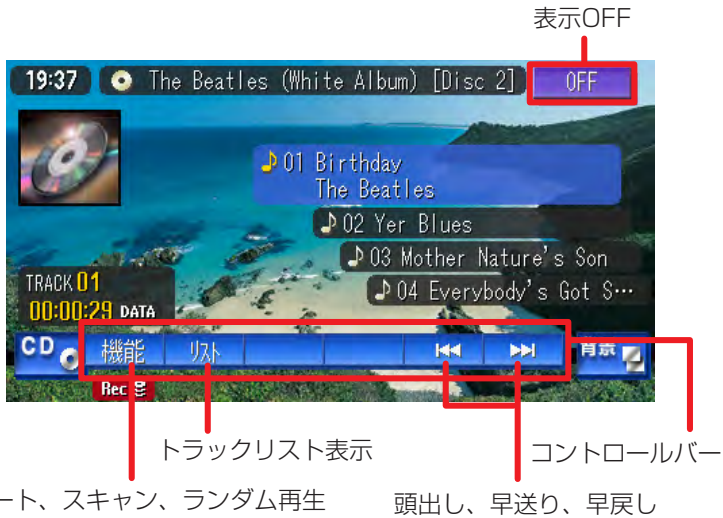 表示OFF
19:37 The Beatles (White Album) [Disc 2] OFF
♪01 Birthday
The Beatles
♪02 Yer Blues
♪03 Mother Nature's Son
♪04 Everybody's Got S…
TRACK 01
00:00:29 DATA
CD 機能 リスト ⏮ ⏭ 背景
Rec
トラックリスト表示
コントロールバー
ート、スキャン、ランダム再生
頭出し、早送り、早戻し